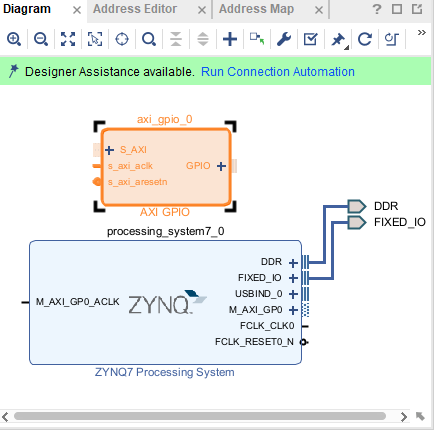 Diagram × Address Editor × Address Map × ?
Designer Assistance available. Run Connection Automation
axi_gpio_0
S_AXI
s_axi_aclk GPIO
s_axi_aresetn
AXI GPIO
processing_system7_0
DDR
FIXED_IO
DDR
FIXED_IO
USBIND_0
M_AXI_GP0_ACLK ZYNQ M_AXI_GP0
FCLK_CLK0
FCLK_RESET0_N
ZYNQ7 Processing System